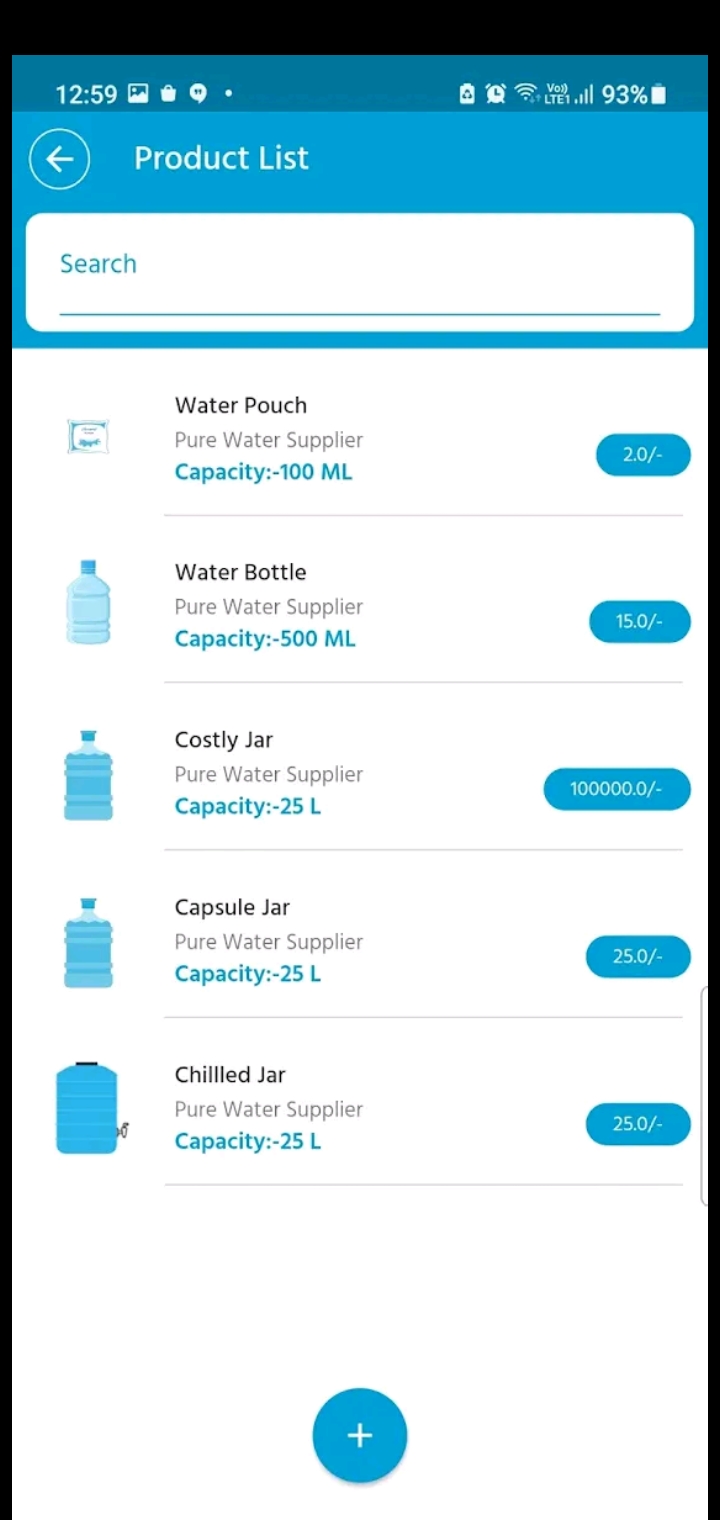 12:59 Vo)) LTE1 93%
Product List
Search
Water Pouch
Pure Water Supplier
Capacity:-100 ML
2.0/-
Water Bottle
Pure Water Supplier
Capacity:-500 ML
15.0/-
Costly Jar
Pure Water Supplier
Capacity:-25 L
100000.0/-
Capsule Jar
Pure Water Supplier
Capacity:-25 L
25.0/-
Chillled Jar
Pure Water Supplier
Capacity:-25 L
25.0/-
+